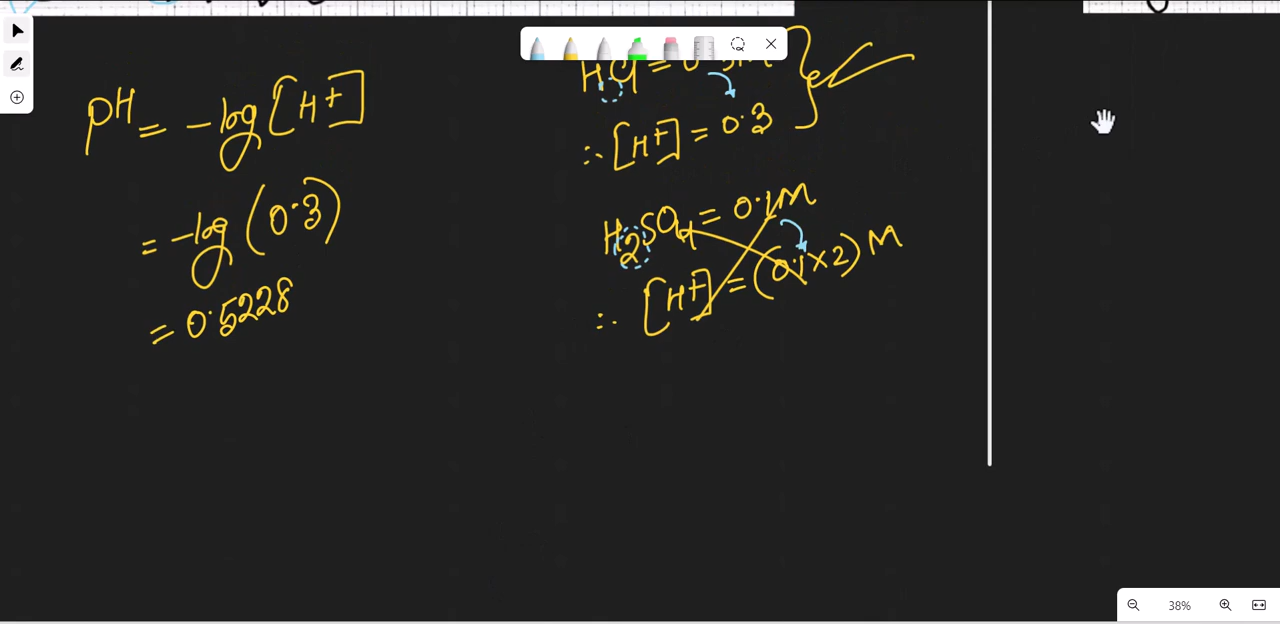 pH = -log [H+]
= -log (0.3)
= 0.5228
HCl = 0.3M
∴ [H+] = 0.3
H2SO4 = 0.1M
∴ [H+] = (0.1×2) M
38%